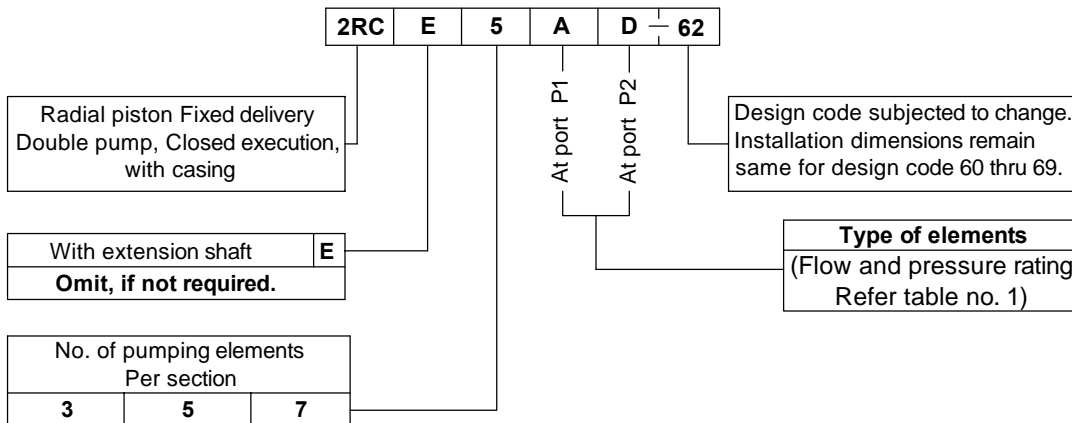 2RC E 5 A D - 62
At port P1
At port P2
Radial piston Fixed delivery
Double pump, Closed execution,
with casing
Design code subjected to change.
Installation dimensions remain
same for design code 60 thru 69.
With extension shaft E
Omit, if not required.
Type of elements
(Flow and pressure rating
Refer table no. 1)
No. of pumping elements
Per section
3 5 7